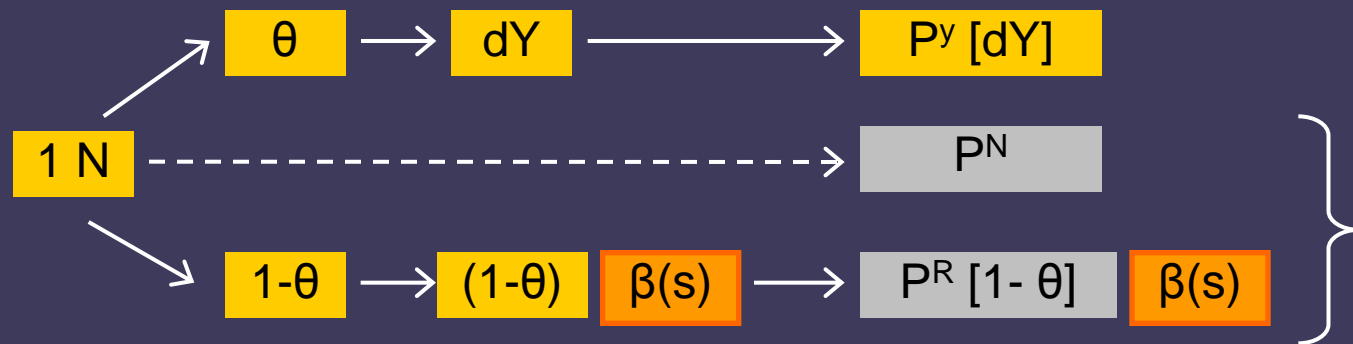 θ
dY
Pʸ [dY]
1 N
Pᴺ
1-θ
(1-θ)
β(s)
Pᴿ [1- θ]
β(s)